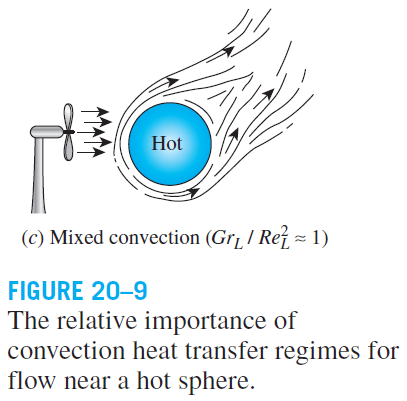 Hot
(c) Mixed convection (Gr_L / Re_L^2 ≈ 1)
FIGURE 20–9
The relative importance of
convection heat transfer regimes for
flow near a hot sphere.